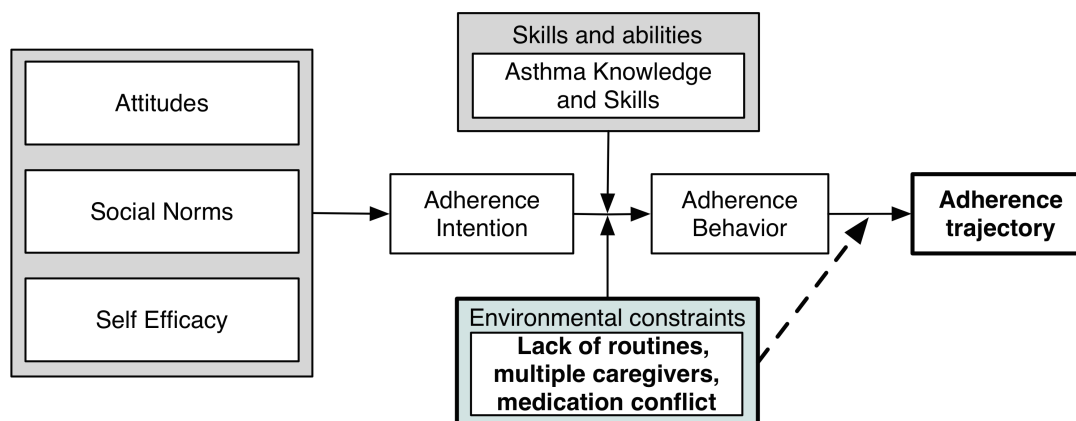 Skills and abilities
Asthma Knowledge
and Skills
Attitudes
Social Norms
Self Efficacy
Adherence
Intention
Adherence
Behavior
Adherence
trajectory
Environmental constraints
Lack of routines,
multiple caregivers,
medication conflict